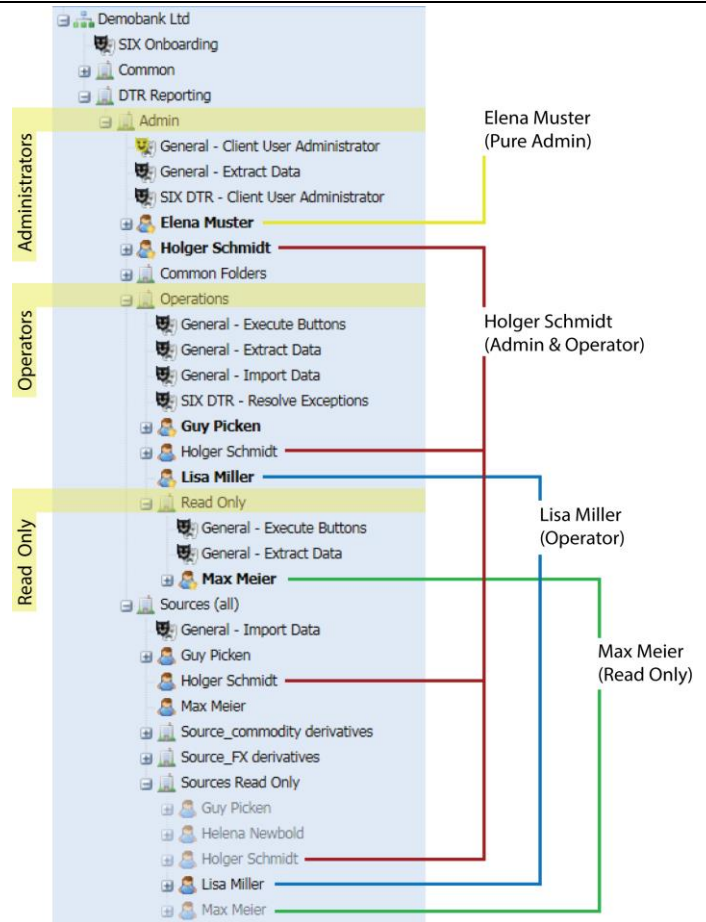 Demobank Ltd
SIX Onboarding
Common
DTR Reporting
Administrators
Admin
General - Client User Administrator
General - Extract Data
SIX DTR - Client User Administrator
Elena Muster
Holger Schmidt
Common Folders
Operators
Operations
General - Execute Buttons
General - Extract Data
General - Import Data
SIX DTR - Resolve Exceptions
Guy Picken
Holger Schmidt
Lisa Miller
Read Only
Read Only
General - Execute Buttons
General - Extract Data
Max Meier
Sources (all)
General - Import Data
Guy Picken
Holger Schmidt
Max Meier
Source_commodity derivatives
Source_FX derivatives
Sources Read Only
Guy Picken
Helena Newbold
Holger Schmidt
Lisa Miller
Max Meier
Elena Muster
(Pure Admin)
Holger Schmidt
(Admin & Operator)
Lisa Miller
(Operator)
Max Meier
(Read Only)